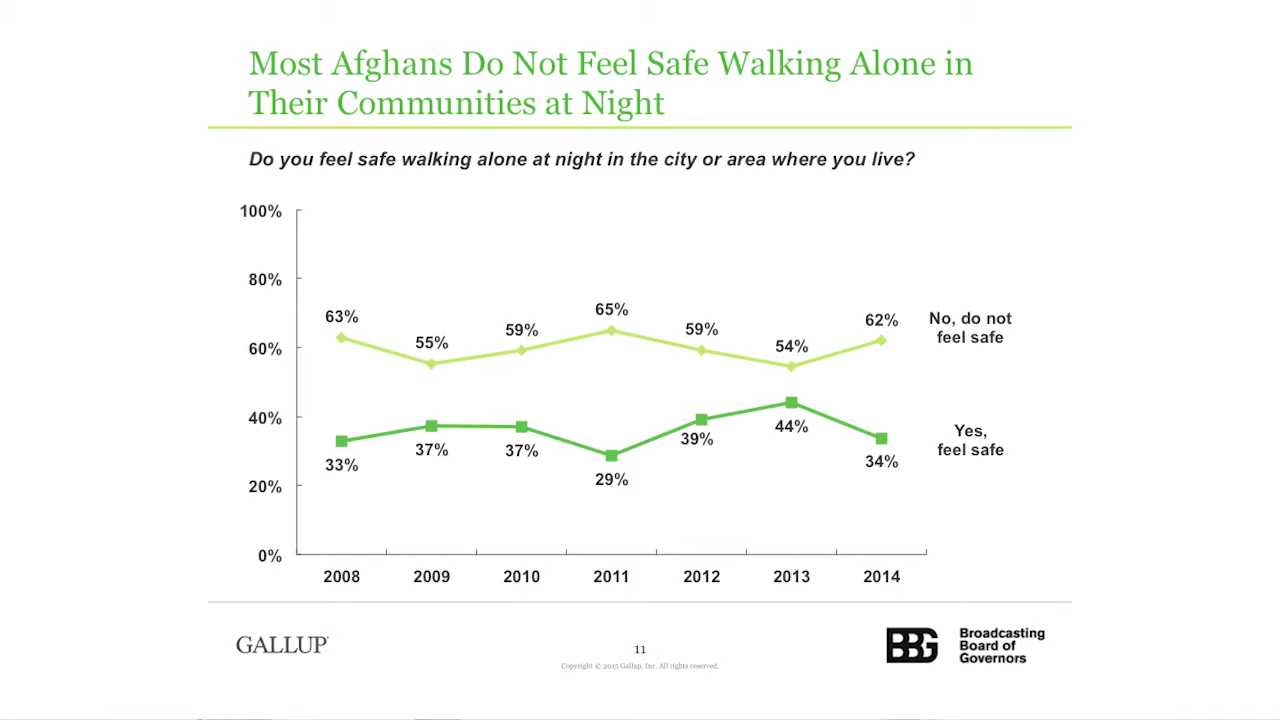 Most Afghans Do Not Feel Safe Walking Alone in
Their Communities at Night
Do you feel safe walking alone at night in the city or area where you live?
100%
80%
60%
40%
20%
0%
63%
55%
59%
65%
59%
54%
62%
No, do not
feel safe
33%
37%
37%
29%
39%
44%
34%
Yes,
feel safe
2008
2009
2010
2011
2012
2013
2014
GALLUP
11
Copyright © 2015 Gallup, Inc. All rights reserved.
BBG
Broadcasting
Board of
Governors